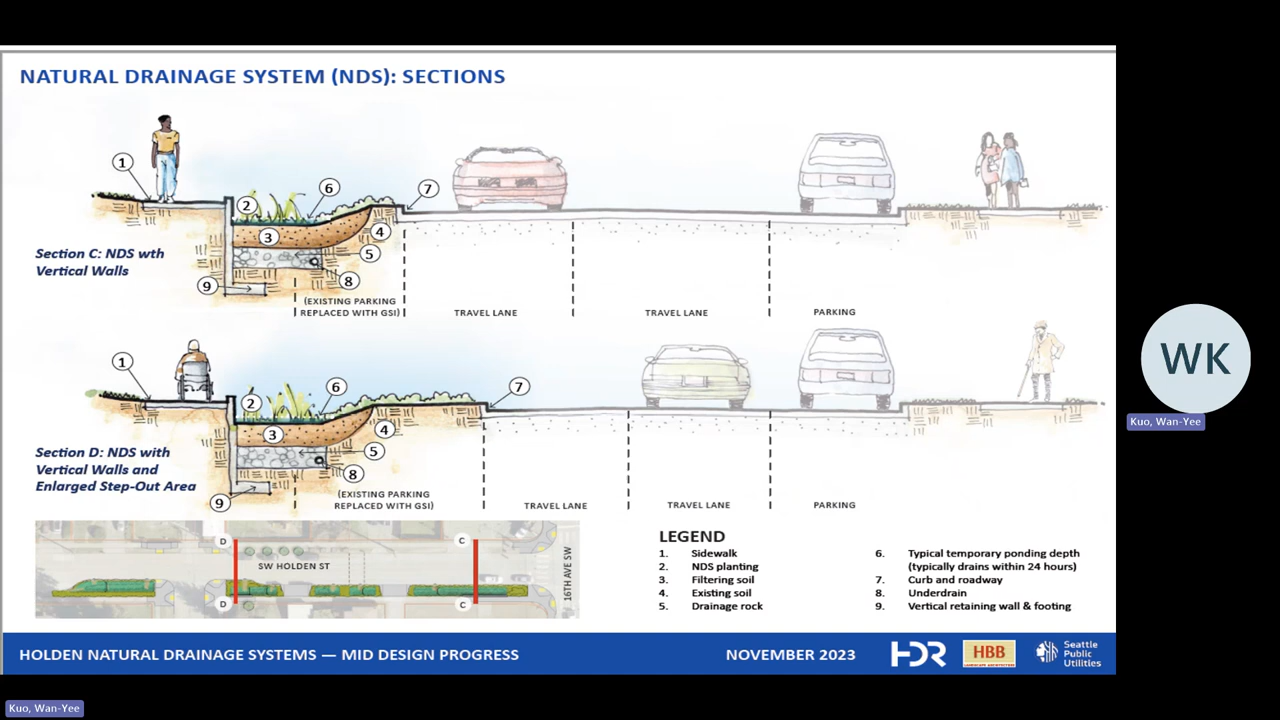 NATURAL DRAINAGE SYSTEM (NDS): SECTIONS
1
2
6
7
3
4
5
8
9
Section C: NDS wth
Vertical Walls
(EXISTING PARKING
REPLACED WITH GSI)
TRAVEL LANE
TRAVEL LANE
PARKING
1
2
6
7
3
4
5
8
9
Section D: NDS with
Vertical Walls and
Enlarged Step-Out Area
(EXISTING PARKING
REPLACED WITH GSI)
TRAVEL LANE
TRAVEL LANE
PARKING
D
C
SW HOLDEN ST
16TH AVE SW
D
C
LEGEND
1. Sidewalk
2. NDS planting
3. Filtering soil
4. Existing soil
5. Drainage rock
6. Typical temporary ponding depth
(typically drains within 24 hours)
7. Curb and roadway
8. Underdrain
9. Vertical retaining wall & footing
HOLDEN NATURAL DRAINAGE SYSTEMS — MID DESIGN PROGRESS
NOVEMBER 2023
HDR
HBB
LANDSCAPE ARCHITECTURE
Seattle
Public
Utilities
WK
Kuo, Wan-Yee
Kuo, Wan-Yee